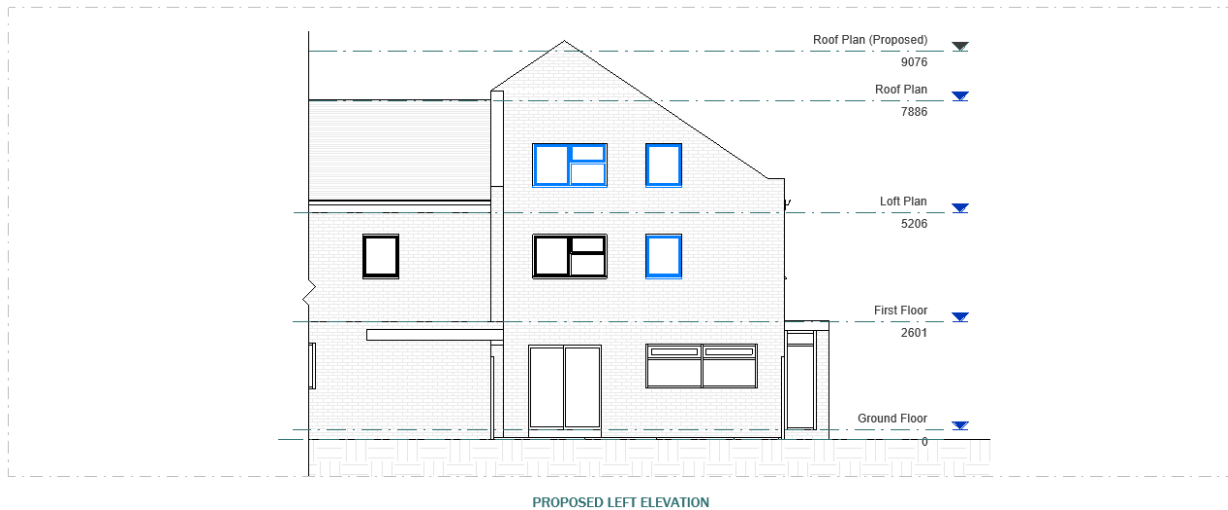 Roof Plan (Proposed)
9076
Roof Plan
7886
Loft Plan
5206
First Floor
2601
Ground Floor
0
PROPOSED LEFT ELEVATION